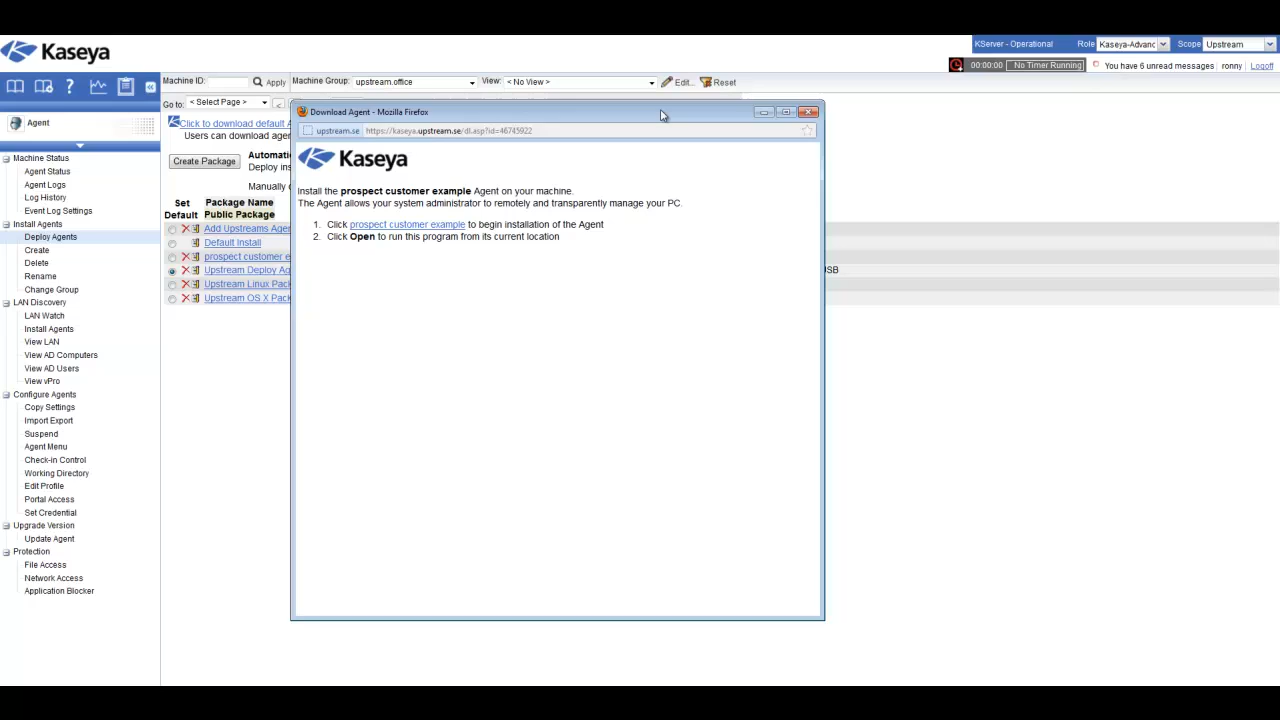 Kaseya
KServer - Operational
Role Kaseya-Advanc
Scope Upstream
00:00:00 No Timer Running
You have 6 unread messages
ronny
Logoff
Machine ID:
Apply
Machine Group: upstream.office
View: < No View >
Edit...
Reset
Go to: < Select Page >
Click to download default A
Users can download agen
Create Package
Automa
Deploy ins
Manually
Set Default
Package Name
Public Package
Add Upstreams Agen
Default Install
prospect customer e
Upstream Deploy Ag
Upstream Linux Pack
Upstream OS X Pack
Agent
Machine Status
Agent Status
Agent Logs
Log History
Event Log Settings
Install Agents
Deploy Agents
Create
Delete
Rename
Change Group
LAN Discovery
LAN Watch
Install Agents
View LAN
View AD Computers
View AD Users
View vPro
Configure Agents
Copy Settings
Import Export
Suspend
Agent Menu
Check-in Control
Working Directory
Edit Profile
Portal Access
Set Credential
Upgrade Version
Update Agent
Protection
File Access
Network Access
Application Blocker
Download Agent - Mozilla Firefox
upstream.se https://kaseya.upstream.se/dl.asp?id=46745922
Kaseya
Install the prospect customer example Agent on your machine.
The Agent allows your system administrator to remotely and transparently manage your PC.
1. Click prospect customer example to begin installation of the Agent
2. Click Open to run this program from its current location